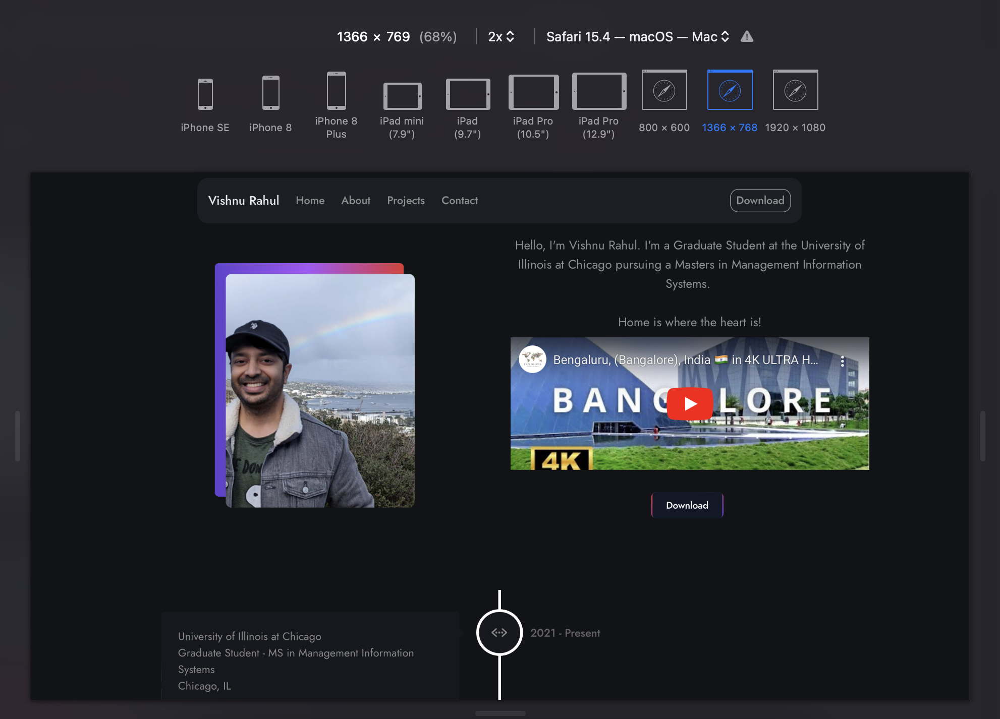 1366 × 769 (68%) 2x Safari 15.4 — macOS — Mac
iPhone SE
iPhone 8
iPhone 8
Plus
iPad mini
(7.9")
iPad
(9.7")
iPad Pro
(10.5")
iPad Pro
(12.9")
800 × 600
1366 × 768
1920 × 1080
Vishnu Rahul Home About Projects Contact Download
Hello, I'm Vishnu Rahul. I'm a Graduate Student at the University of
Illinois at Chicago pursuing a Masters in Management Information
Systems.
Home is where the heart is!
Bengaluru, (Bangalore), India 🇮🇳 in 4K ULTRA H...
BANG LORE
4K
DON
Download
2021 - Present
University of Illinois at Chicago
Graduate Student - MS in Management Information
Systems
Chicago, IL